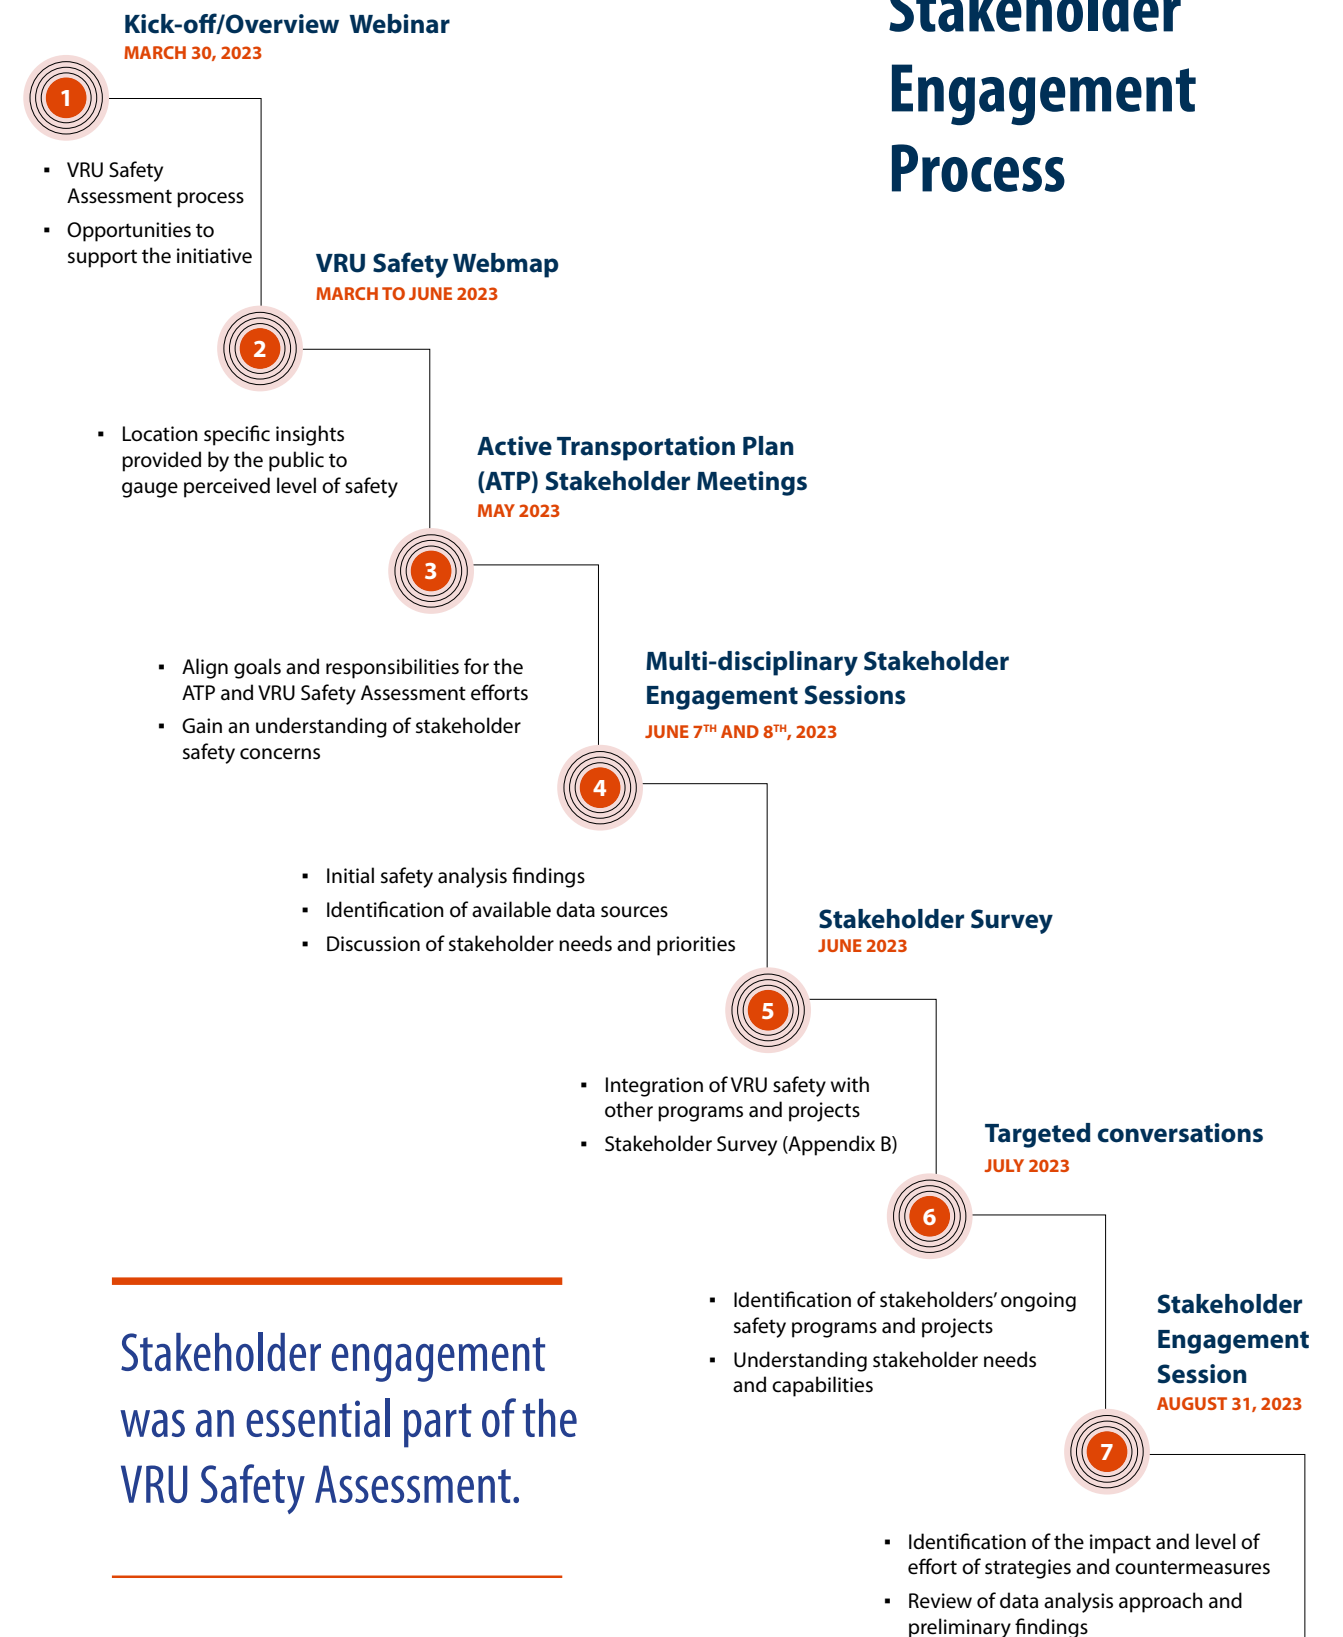 Stakeholder
Engagement
Process
Kick-off/Overview Webinar
MARCH 30, 2023
1
▪ VRU Safety
Assessment process
▪ Opportunities to
support the initiative
VRU Safety Webmap
MARCH TO JUNE 2023
2
▪ Location specific insights
provided by the public to
gauge perceived level of safety
Active Transportation Plan
(ATP) Stakeholder Meetings
MAY 2023
3
▪ Align goals and responsibilities for the
ATP and VRU Safety Assessment efforts
▪ Gain an understanding of stakeholder
safety concerns
Multi-disciplinary Stakeholder
Engagement Sessions
JUNE 7TH AND 8TH, 2023
4
▪ Initial safety analysis findings
▪ Identification of available data sources
▪ Discussion of stakeholder needs and priorities
Stakeholder Survey
JUNE 2023
5
▪ Integration of VRU safety with
other programs and projects
▪ Stakeholder Survey (Appendix B)
Targeted conversations
JULY 2023
6
▪ Identification of stakeholders’ ongoing
safety programs and projects
▪ Understanding stakeholder needs
and capabilities
Stakeholder
Engagement
Session
AUGUST 31, 2023
7
▪ Identification of the impact and level of
effort of strategies and countermeasures
▪ Review of data analysis approach and
preliminary findings
Stakeholder engagement
was an essential part of the
VRU Safety Assessment.